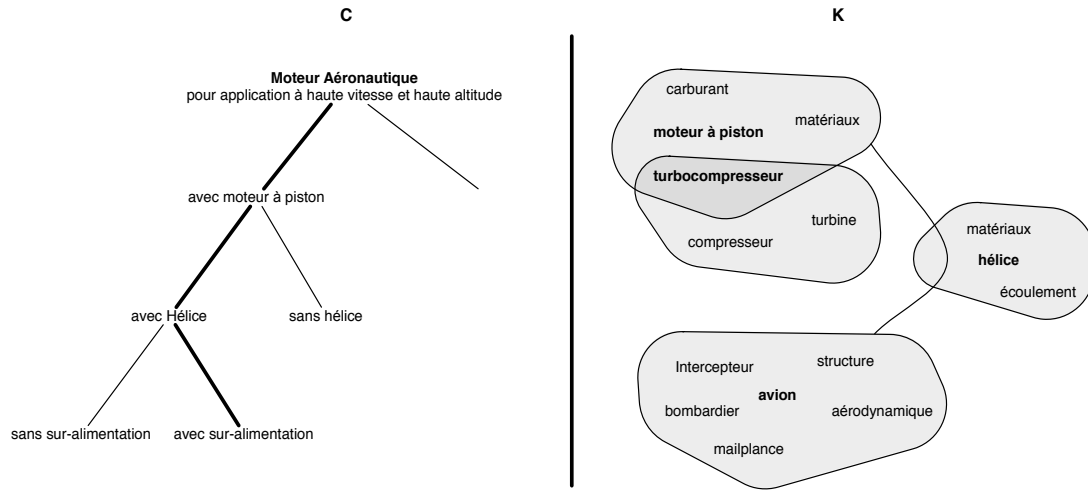 C
K
Moteur Aéronautique
pour application à haute vitesse et haute altitude
avec moteur à piston
avec Hélice
sans hélice
sans sur-alimentation
avec sur-alimentation
carburant
matériaux
moteur à piston
turbocompresseur
turbine
compresseur
matériaux
hélice
écoulement
Intercepteur
structure
avion
bombardier
aérodynamique
mailplance